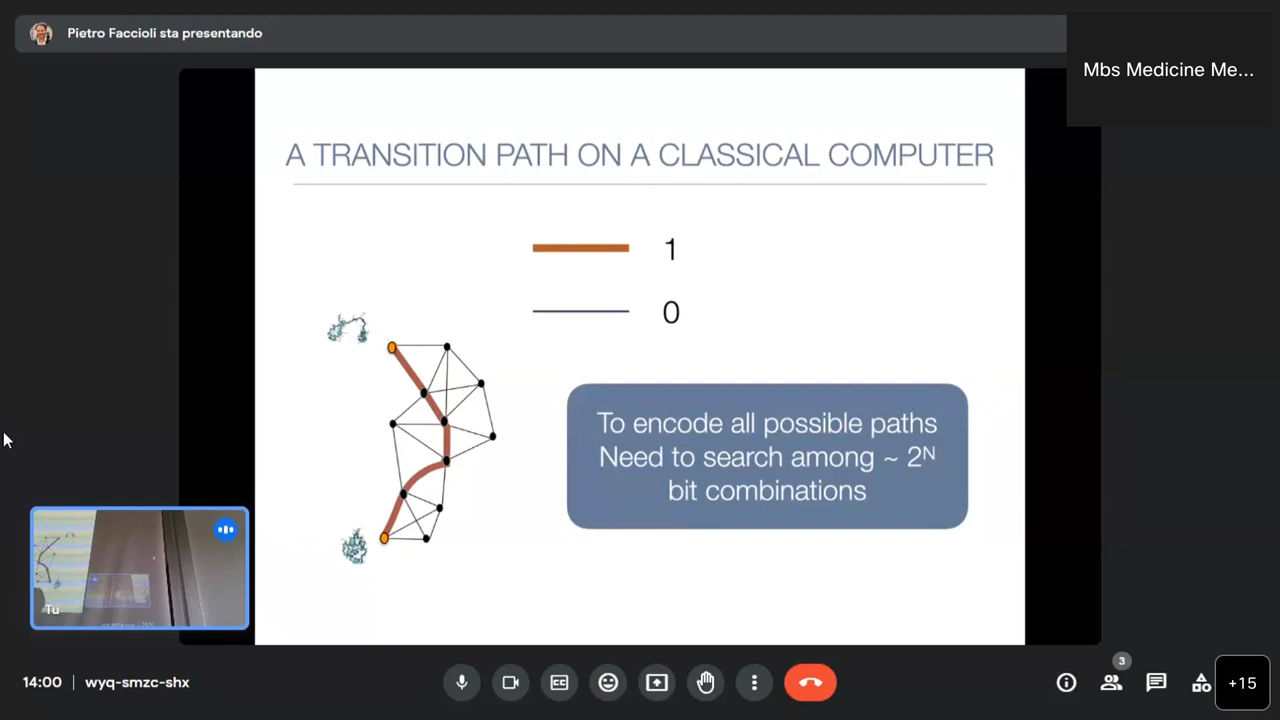 Pietro Faccioli sta presentando
Mbs Medicine Me...
A TRANSITION PATH ON A CLASSICAL COMPUTER
1
0
To encode all possible paths
Need to search among ~ 2ᴺ
bit combinations
Tu
14:00 | wyq-smzc-shx
3
+15